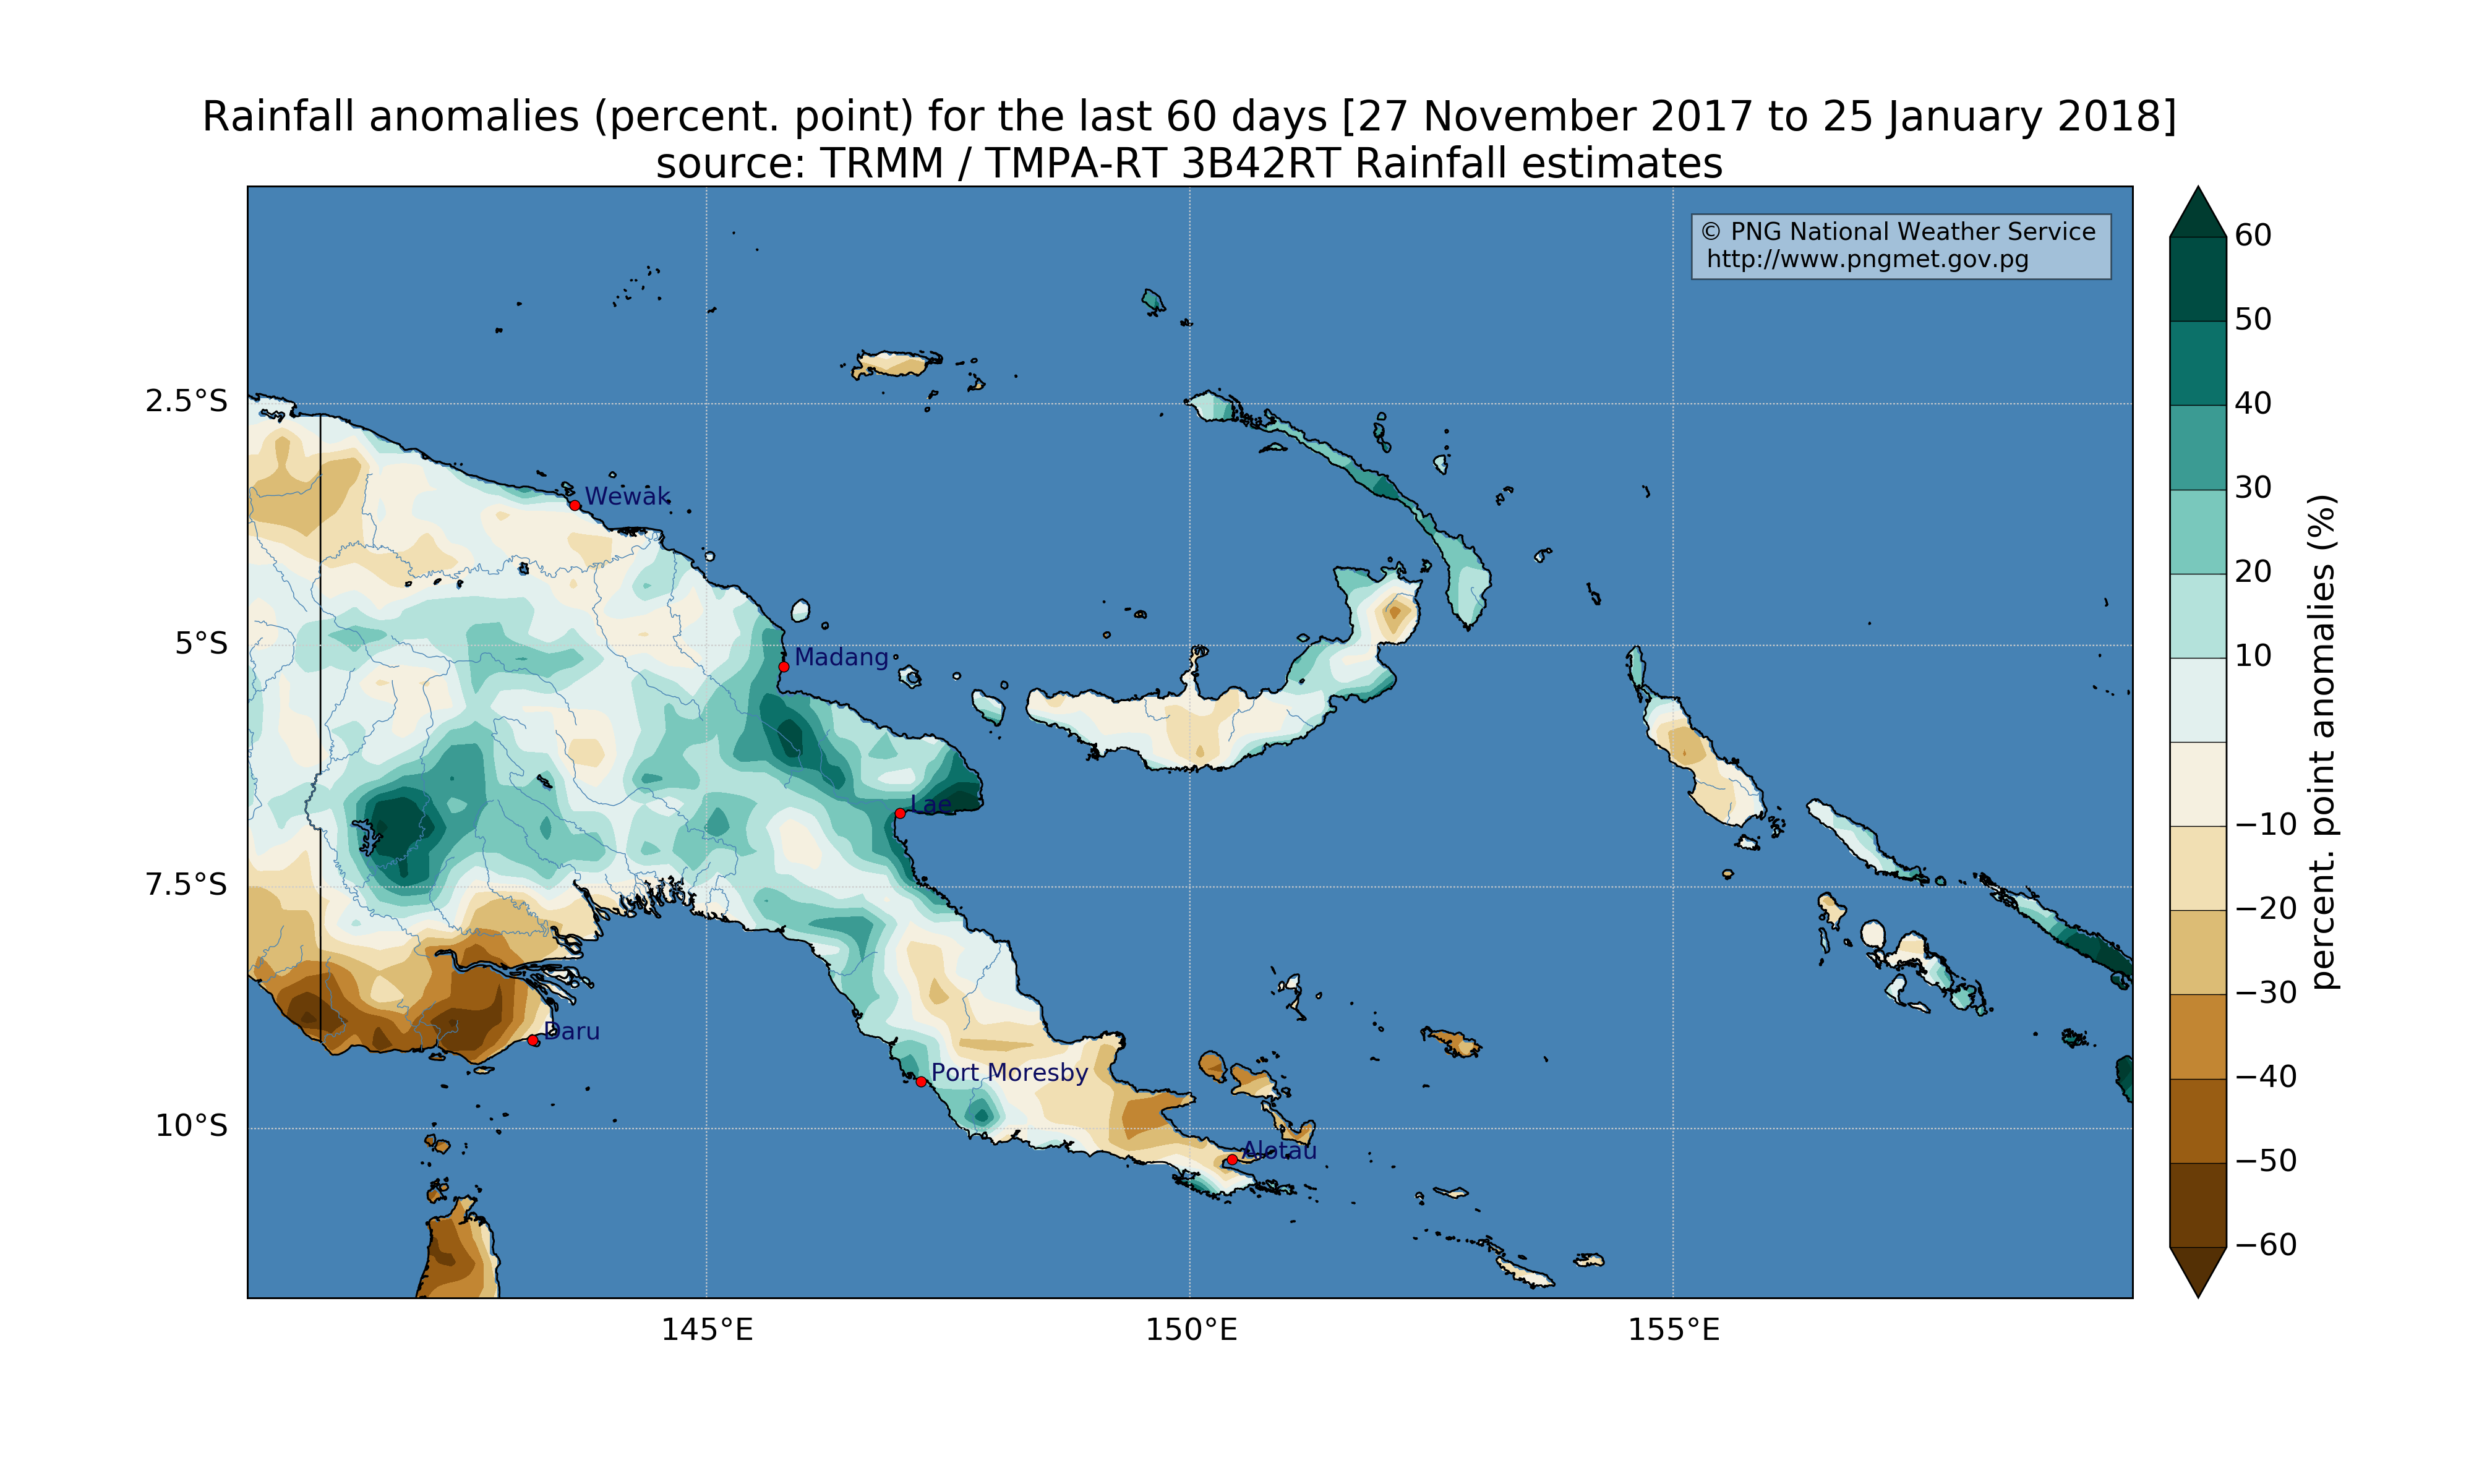 Rainfall anomalies (percent. point) for the last 60 days [27 November 2017 to 25 January 2018]
source: TRMM / TMPA-RT 3B42RT Rainfall estimates
© PNG National Weather Service
http://www.pngmet.gov.pg
2.5°S
5°S
7.5°S
10°S
145°E
150°E
155°E
Wewak
Madang
Lae
Daru
Port Moresby
Alotau
60
50
40
30
20
10
−10
−20
−30
−40
−50
−60
percent. point anomalies (%)